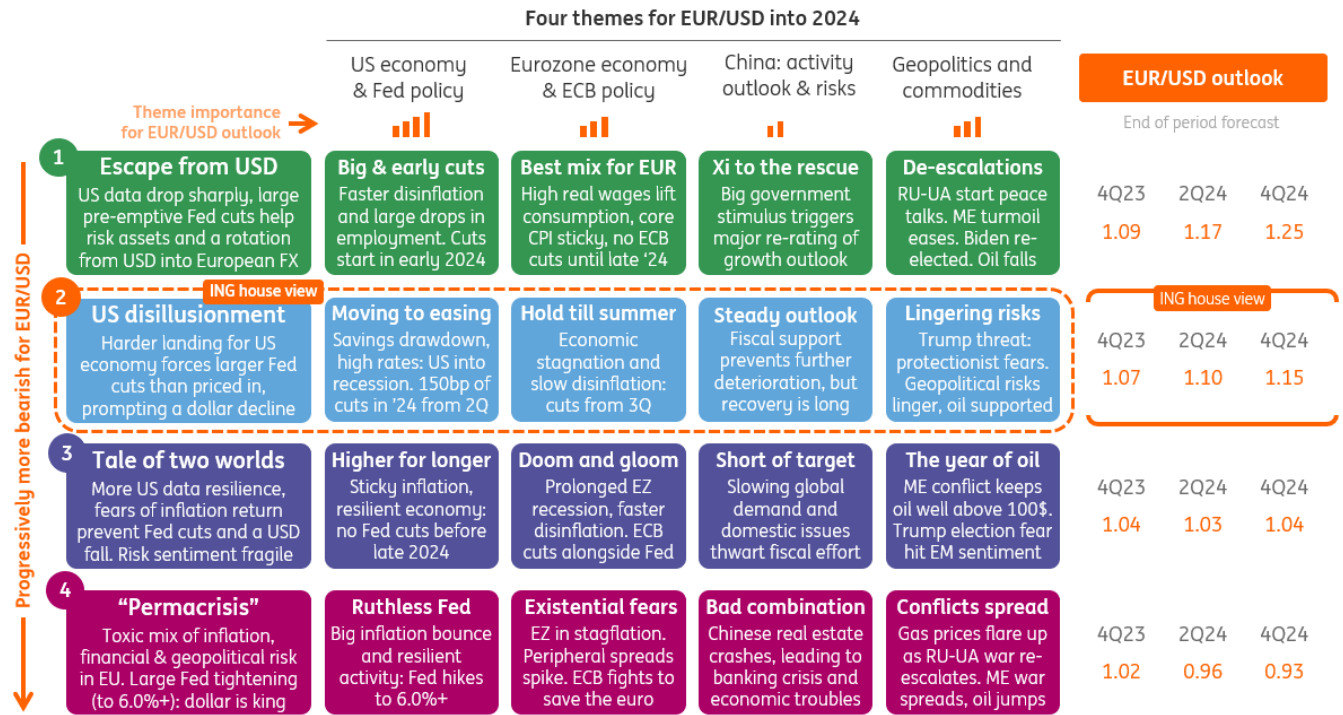 Four themes for EUR/USD into 2024
US economy
& Fed policy
Eurozone economy
& ECB policy
China: activity
outlook & risks
Geopolitics and
commodities
EUR/USD outlook
Theme importance
for EUR/USD outlook
End of period forecast
Progressively more bearish for EUR/USD
1
Escape from USD
US data drop sharply, large
pre-emptive Fed cuts help
risk assets and a rotation
from USD into European FX
Big & early cuts
Faster disinflation
and large drops in
employment. Cuts
start in early 2024
Best mix for EUR
High real wages lift
consumption, core
CPI sticky, no ECB
cuts until late '24
Xi to the rescue
Big government
stimulus triggers
major re-rating of
growth outlook
De-escalations
RU-UA start peace
talks. ME turmoil
eases. Biden re-
elected. Oil falls
4Q23 2Q24 4Q24
1.09 1.17 1.25
2
ING house view
US disillusionment
Harder landing for US
economy forces larger Fed
cuts than priced in,
prompting a dollar decline
Moving to easing
Savings drawdown,
high rates: US into
recession. 150bp of
cuts in '24 from 2Q
Hold till summer
Economic
stagnation and
slow disinflation:
cuts from 3Q
Steady outlook
Fiscal support
prevents further
deterioration, but
recovery is long
Lingering risks
Trump threat:
protectionist fears.
Geopolitical risks
linger, oil supported
ING house view
4Q23 2Q24 4Q24
1.07 1.10 1.15
3
Tale of two worlds
More US data resilience,
fears of inflation return
prevent Fed cuts and a USD
fall. Risk sentiment fragile
Higher for longer
Sticky inflation,
resilient economy:
no Fed cuts before
late 2024
Doom and gloom
Prolonged EZ
recession, faster
disinflation. ECB
cuts alongside Fed
Short of target
Slowing global
demand and
domestic issues
thwart fiscal effort
The year of oil
ME conflict keeps
oil well above 100$.
Trump election fear
hit EM sentiment
4Q23 2Q24 4Q24
1.04 1.03 1.04
4
“Permacrisis”
Toxic mix of inflation,
financial & geopolitical risk
in EU. Large Fed tightening
(to 6.0%+): dollar is king
Ruthless Fed
Big inflation bounce
and resilient
activity: Fed hikes
to 6.0%+
Existential fears
EZ in stagflation.
Peripheral spreads
spike. ECB fights to
save the euro
Bad combination
Chinese real estate
crashes, leading to
banking crisis and
economic troubles
Conflicts spread
Gas prices flare up
as RU-UA war re-
escalates. ME war
spreads, oil jumps
4Q23 2Q24 4Q24
1.02 0.96 0.93